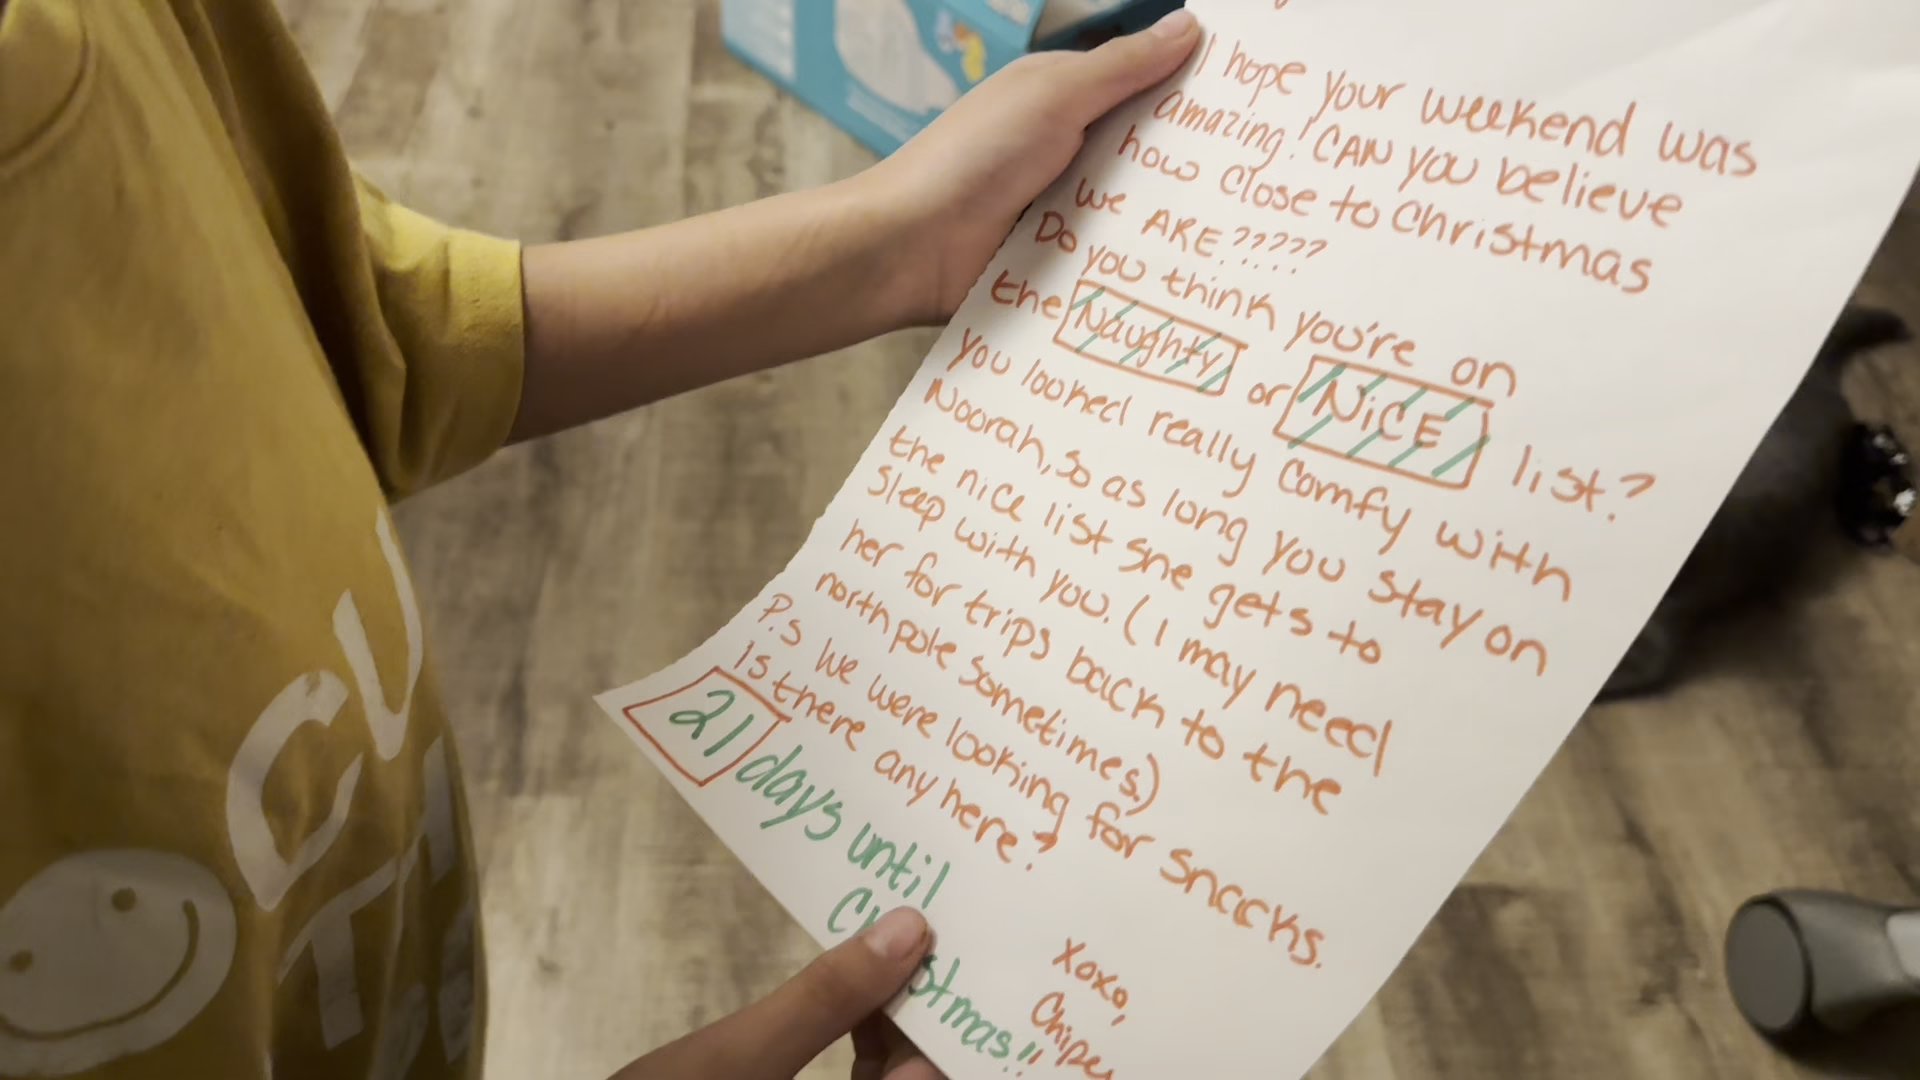 I hope your weekend was
amazing! CAN you believe
how close to Christmas
we ARE?????
Do you think you're on
the Naughty or NiCE list?
You looked really comfy with
Noorah, so as long you stay on
the nice list she gets to
sleep with you. (I may need
her for trips back to the
north pole sometimes.)
P.S We were looking for snacks.
is there any here?
21 days until
Christmas!!
Xoxo,